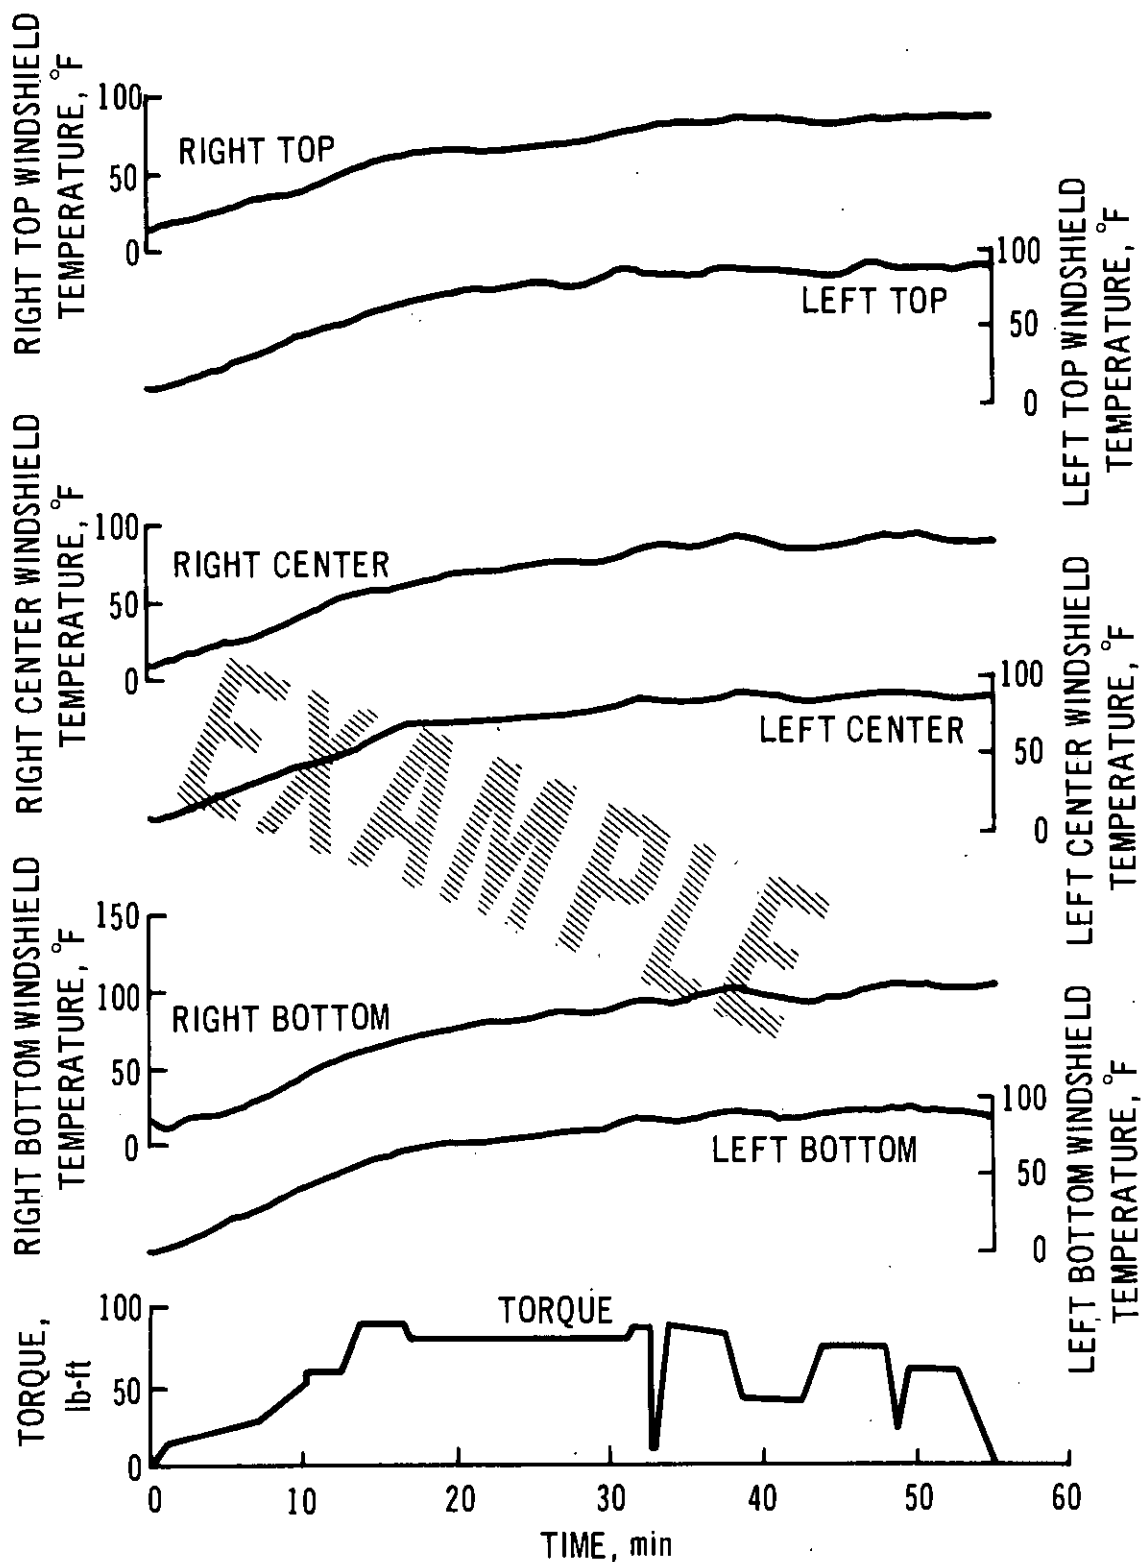 RIGHT TOP WINDSHIELD
TEMPERATURE, °F
100
50
0
RIGHT TOP
LEFT TOP WINDSHIELD
TEMPERATURE, °F
100
50
0
LEFT TOP
RIGHT CENTER WINDSHIELD
TEMPERATURE, °F
100
50
0
RIGHT CENTER
LEFT CENTER WINDSHIELD
TEMPERATURE, °F
100
50
0
LEFT CENTER
EXAMPLE
RIGHT BOTTOM WINDSHIELD
TEMPERATURE, °F
150
100
50
0
RIGHT BOTTOM
LEFT BOTTOM WINDSHIELD
TEMPERATURE, °F
100
50
0
LEFT BOTTOM
TORQUE,
lb-ft
100
50
0
TORQUE
0 10 20 30 40 50 60
TIME, min